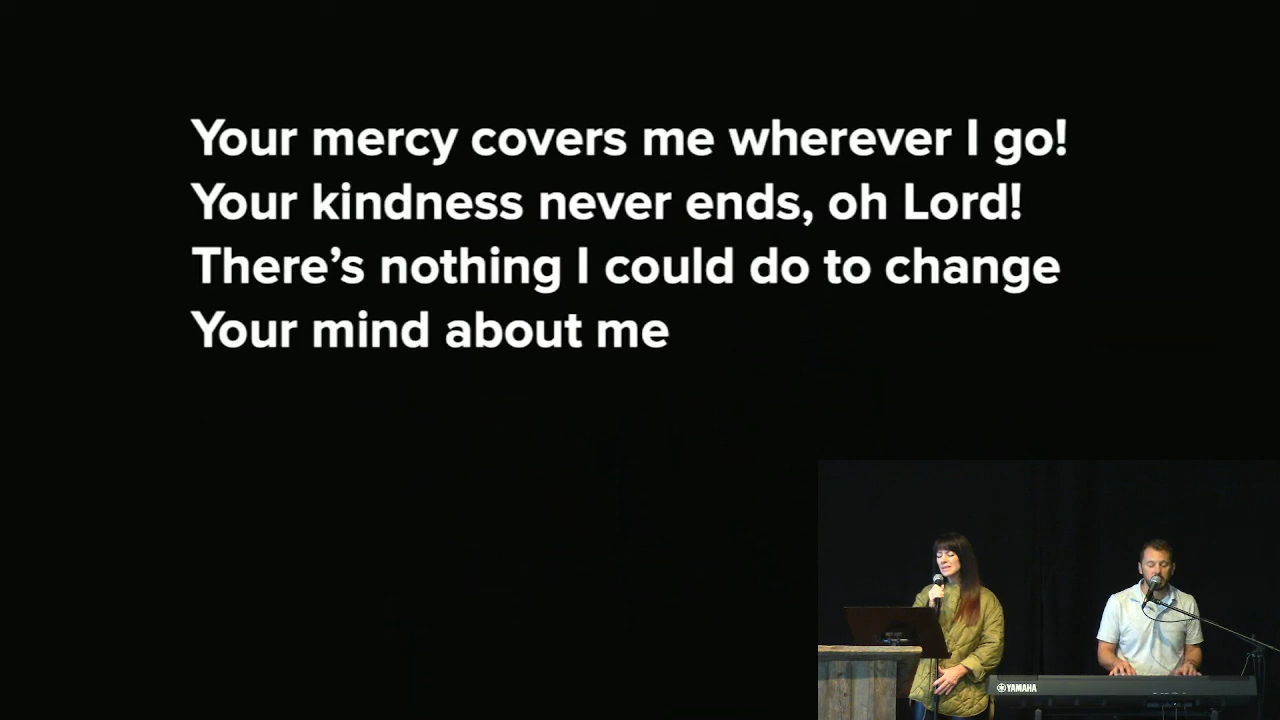 Your mercy covers me wherever I go!
Your kindness never ends, oh Lord!
There’s nothing I could do to change
Your mind about me
YAMAHA